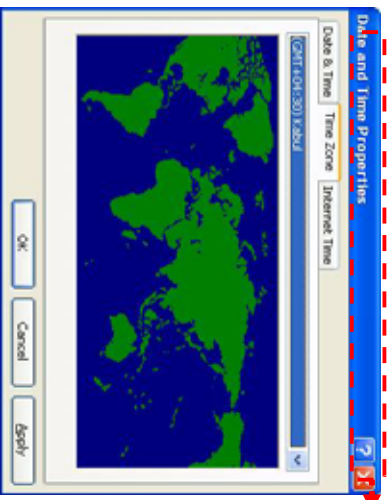 Date and Time Properties
Date & Time
Time Zone
Internet Time
(GMT+04:30) Kabul
OK
Cancel
Apply